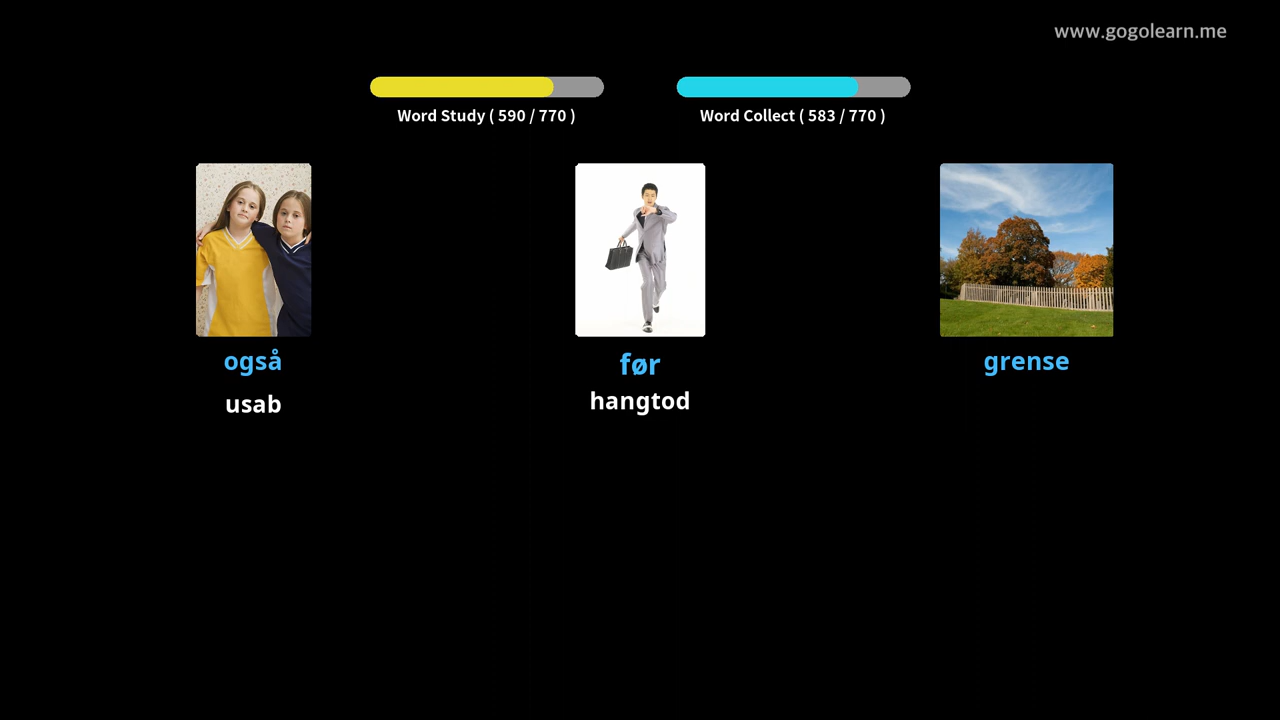 www.gogolearn.me
Word Study ( 590 / 770 )
Word Collect ( 583 / 770 )
også
før
grense
usab
hangtod